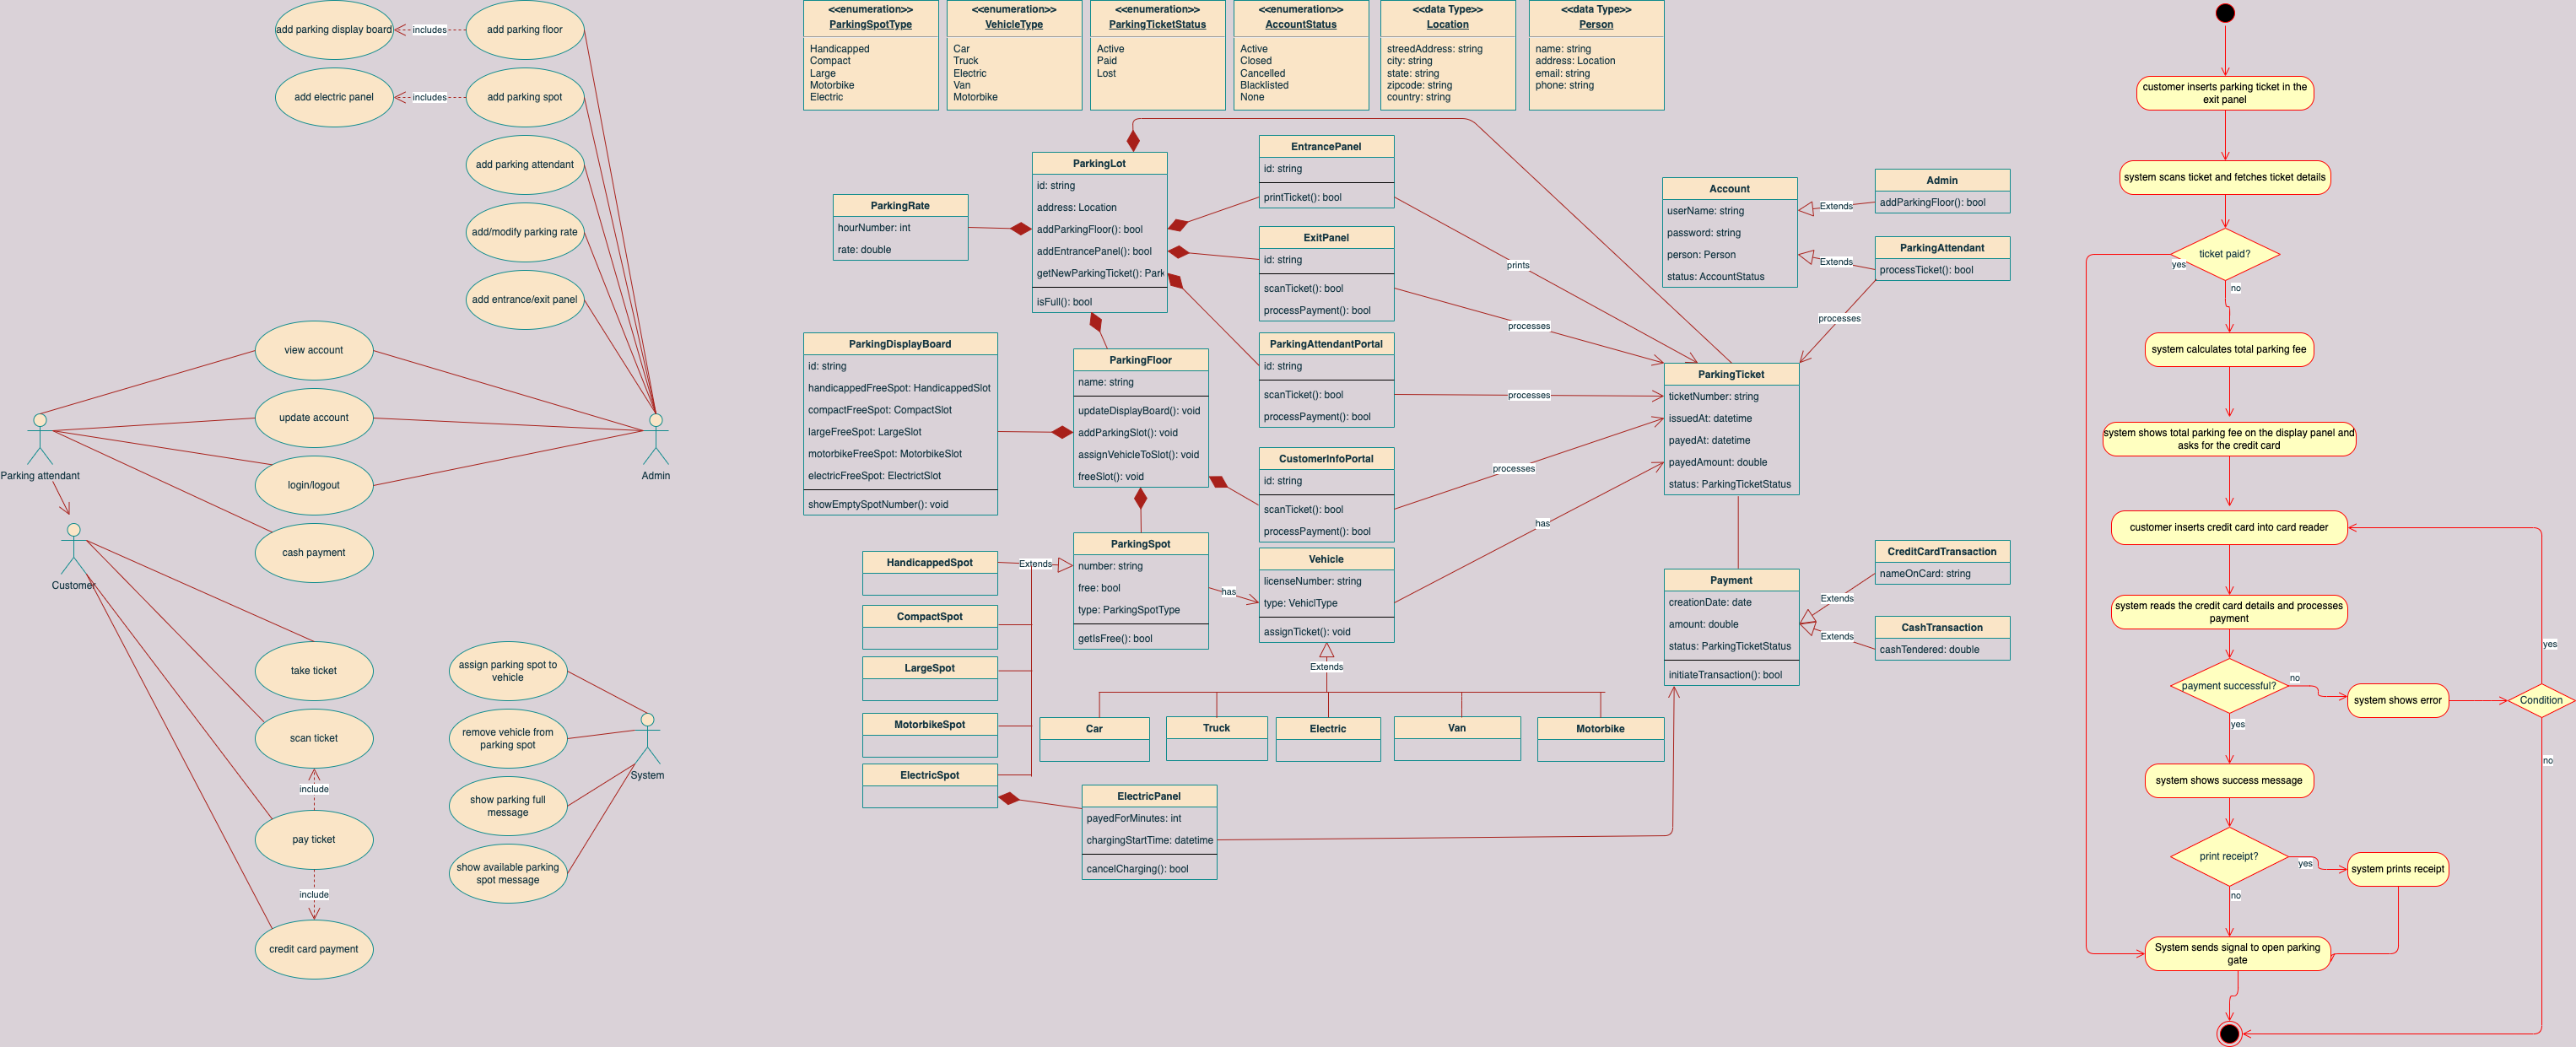 add parking display board
includes
add parking floor
add electric panel
includes
add parking spot
add parking attendant
add/modify parking rate
add entrance/exit panel
view account
update account
login/logout
cash payment
Parking attendant
Admin
Customer
take ticket
scan ticket
include
pay ticket
include
credit card payment
assign parking spot to
vehicle
remove vehicle from
parking spot
show parking full
message
show available parking
spot message
System
<<enumeration>>
ParkingSpotType
Handicapped
Compact
Large
Motorbike
Electric
<<enumeration>>
VehicleType
Car
Truck
Electric
Van
Motorbike
<<enumeration>>
ParkingTicketStatus
Active
Paid
Lost
<<enumeration>>
AccountStatus
Active
Closed
Cancelled
Blacklisted
None
<<data Type>>
Location
streedAddress: string
city: string
state: string
zipcode: string
country: string
<<data Type>>
Person
name: string
address: Location
email: string
phone: string
ParkingRate
hourNumber: int
rate: double
ParkingLot
id: string
address: Location
addParkingFloor(): bool
addEntrancePanel(): bool
getNewParkingTicket(): Park
isFull(): bool
EntrancePanel
id: string
printTicket(): bool
ExitPanel
id: string
scanTicket(): bool
processPayment(): bool
ParkingAttendantPortal
id: string
scanTicket(): bool
processPayment(): bool
CustomerInfoPortal
id: string
scanTicket(): bool
processPayment(): bool
prints
processes
processes
processes
has
Account
userName: string
password: string
person: Person
status: AccountStatus
Extends
Extends
Admin
addParkingFloor(): bool
ParkingAttendant
processTicket(): bool
processes
ParkingDisplayBoard
id: string
handicappedFreeSpot: HandicappedSlot
compactFreeSpot: CompactSlot
largeFreeSpot: LargeSlot
motorbikeFreeSpot: MotorbikeSlot
electricFreeSpot: ElectrictSlot
showEmptySpotNumber(): void
ParkingFloor
name: string
updateDisplayBoard(): void
addParkingSlot(): void
assignVehicleToSlot(): void
freeSlot(): void
ParkingTicket
ticketNumber: string
issuedAt: datetime
payedAt: datetime
payedAmount: double
status: ParkingTicketStatus
HandicappedSpot
Extends
CompactSpot
LargeSpot
MotorbikeSpot
ElectricSpot
ParkingSpot
number: string
free: bool
type: ParkingSpotType
getIsFree(): bool
has
Vehicle
licenseNumber: string
type: VehiclType
assignTicket(): void
Extends
Car
Truck
Electric
Van
Motorbike
ElectricPanel
payedForMinutes: int
chargingStartTime: datetime
cancelCharging(): bool
Payment
creationDate: date
amount: double
status: ParkingTicketStatus
initiateTransaction(): bool
Extends
Extends
CreditCardTransaction
nameOnCard: string
CashTransaction
cashTendered: double
customer inserts parking ticket in the
exit panel
system scans ticket and fetches ticket details
ticket paid?
yes
no
system calculates total parking fee
system shows total parking fee on the display panel and
asks for the credit card
customer inserts credit card into card reader
system reads the credit card details and processes
payment
payment successful?
no
system shows error
Condition
yes
no
yes
system shows success message
print receipt?
yes
system prints receipt
no
System sends signal to open parking
gate